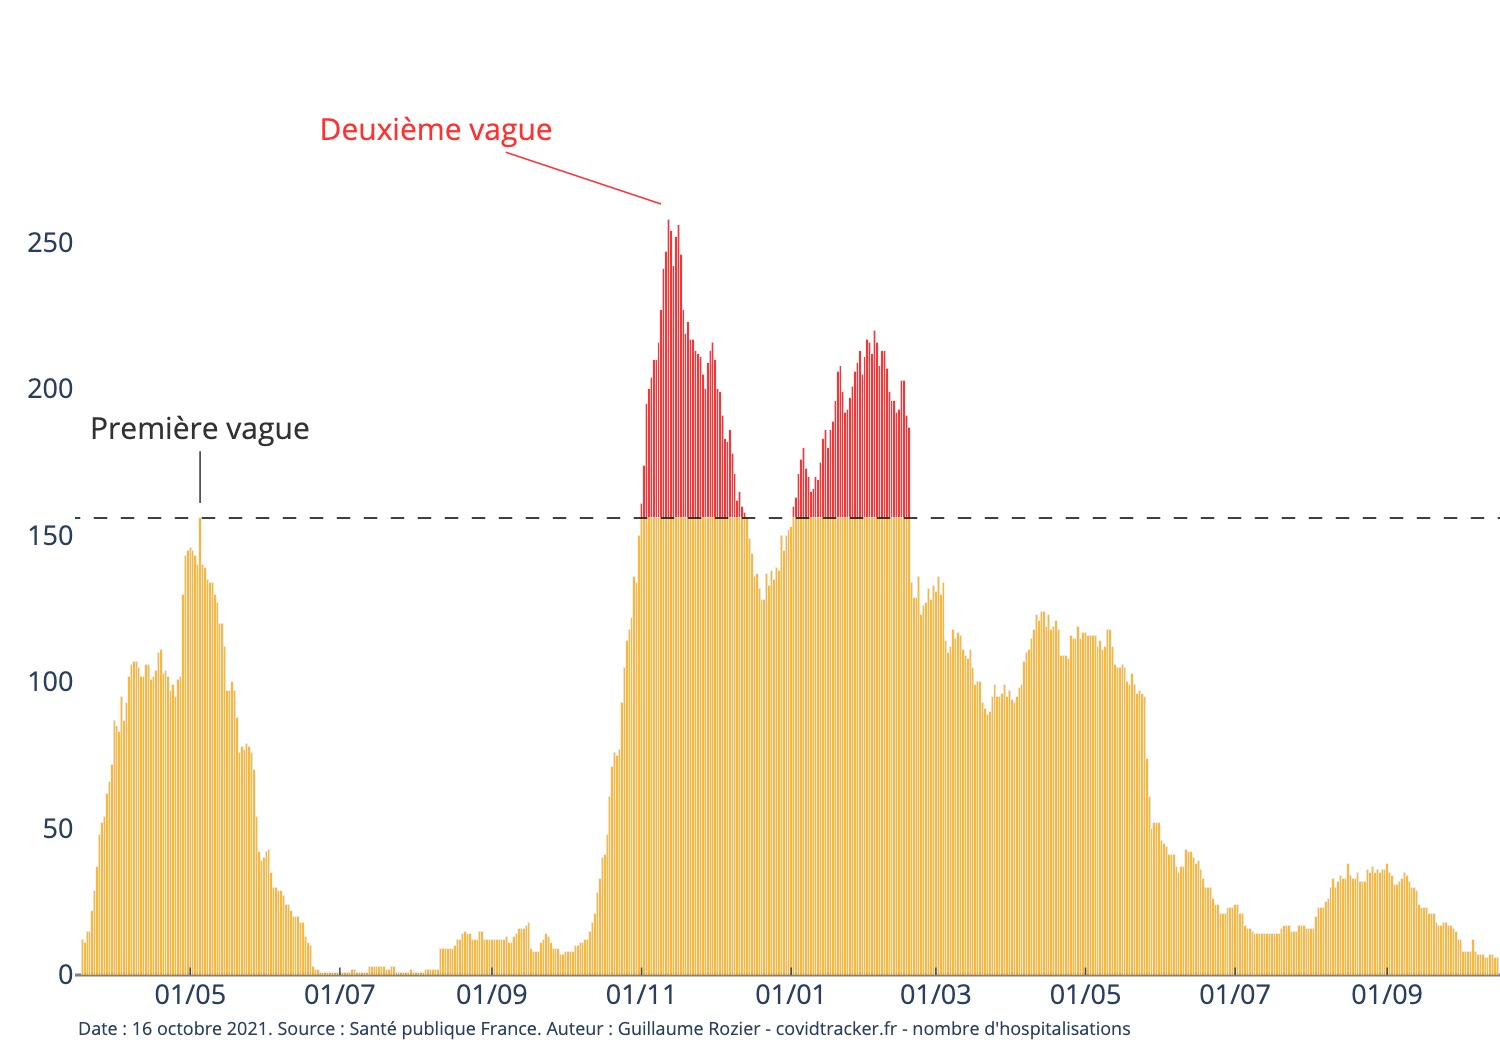 Deuxième vague
250
200
Première vague
150
100
50
0
01/05 01/07 01/09 01/11 01/01 01/03 01/05 01/07 01/09
Date : 16 octobre 2021. Source : Santé publique France. Auteur : Guillaume Rozier - covidtracker.fr - nombre d'hospitalisations